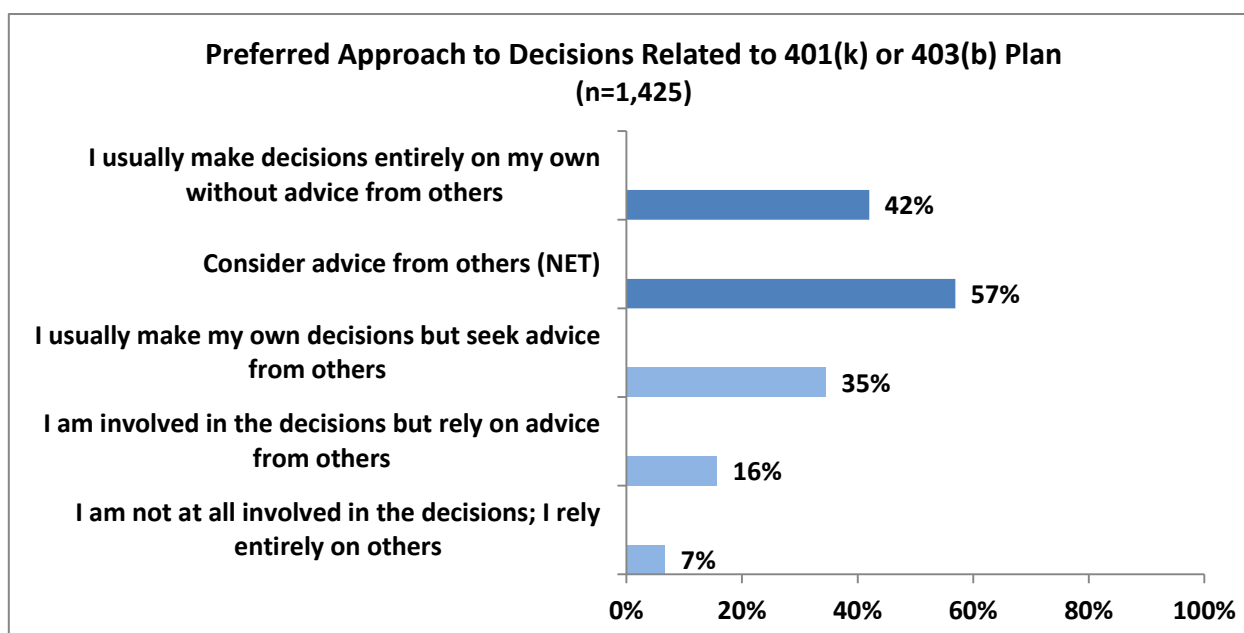 Preferred Approach to Decisions Related to 401(k) or 403(b) Plan
(n=1,425)
I usually make decisions entirely on my own
without advice from others
42%
Consider advice from others (NET)
57%
I usually make my own decisions but seek advice
from others
35%
I am involved in the decisions but rely on advice
from others
16%
I am not at all involved in the decisions; I rely
entirely on others
7%
0% 20% 40% 60% 80% 100%